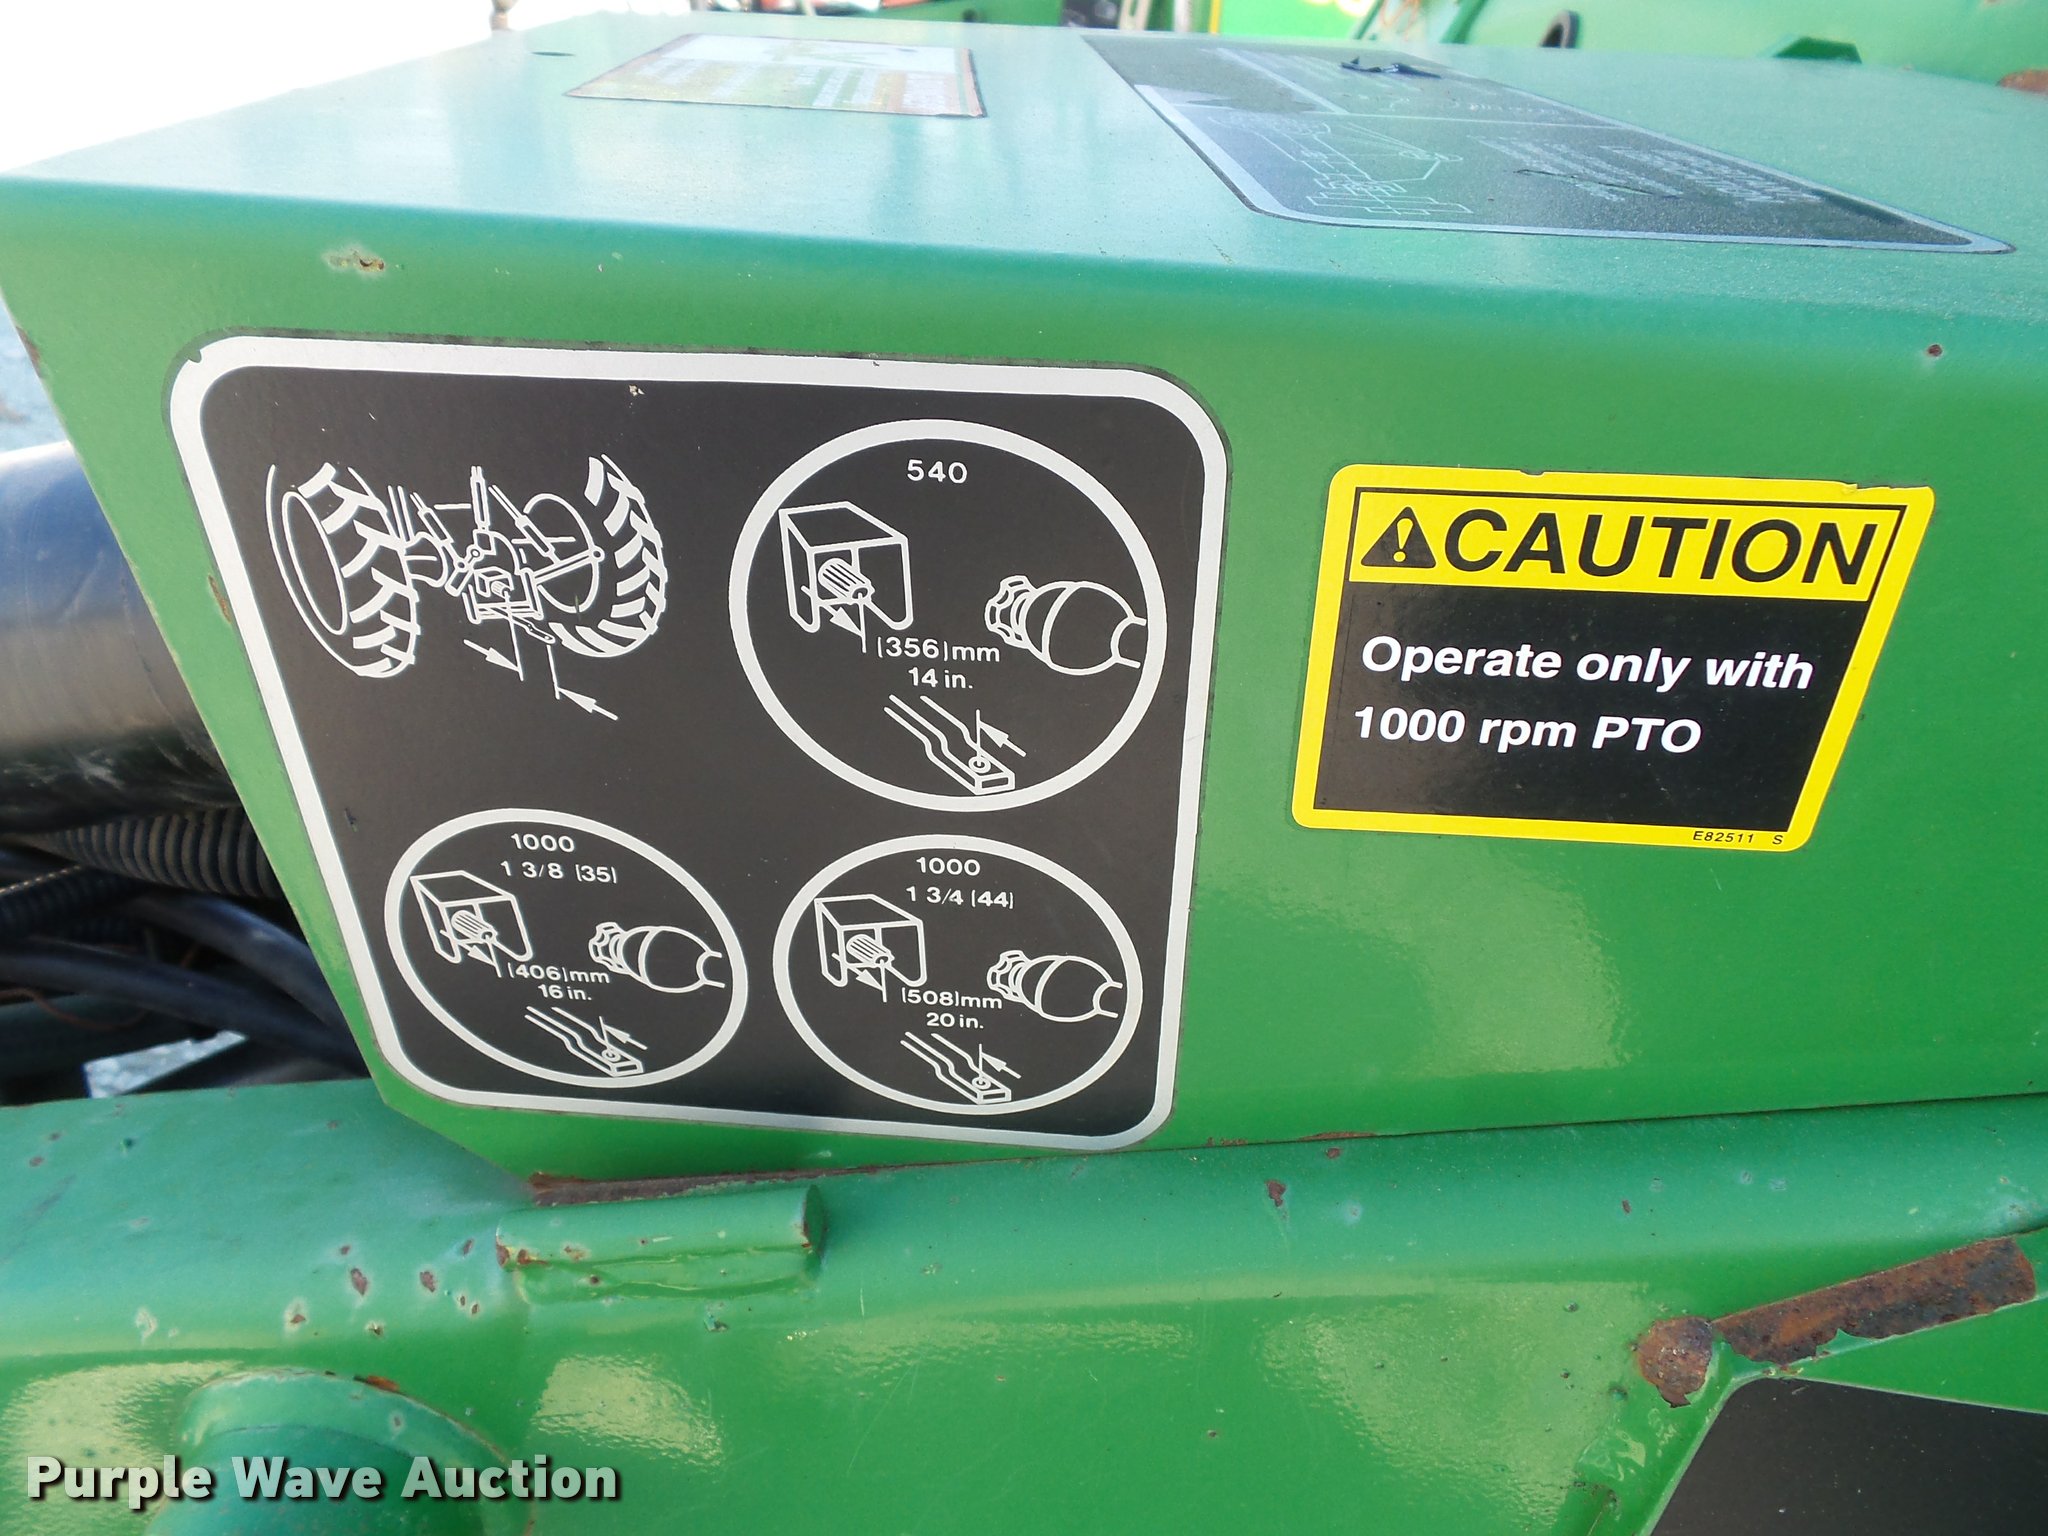 540
(356)mm
14 in.
1000
1 3/8 (35)
(406)mm
16 in.
1000
1 3/4 (44)
(508)mm
20 in.
CAUTION
Operate only with
1000 rpm PTO
E82511 S
Purple Wave Auction